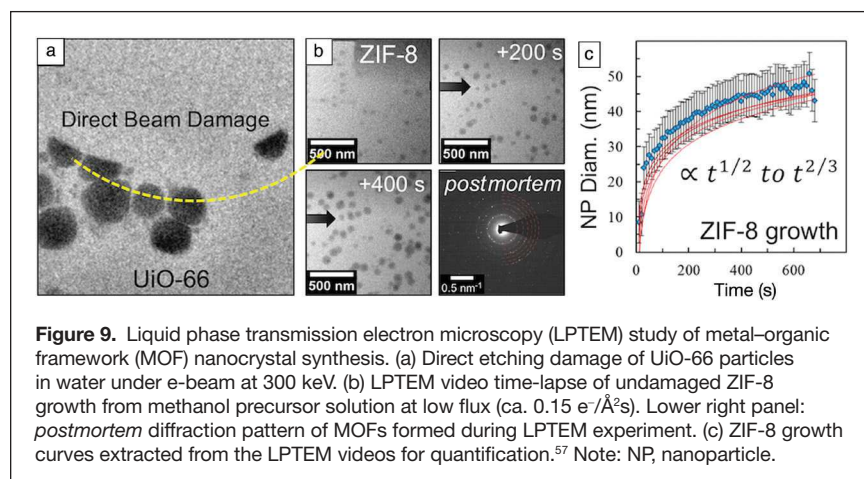 a
Direct Beam Damage
UiO-66
b
ZIF-8
500 nm
+200 s
500 nm
+400 s
500 nm
postmortem
0.5 nm⁻¹
c
NP Diam. (nm)
50
40
30
20
10
0
∝ t^{1/2} to t^{2/3}
ZIF-8 growth
0 200 400 600
Time (s)
Figure 9. Liquid phase transmission electron microscopy (LPTEM) study of metal–organic
framework (MOF) nanocrystal synthesis. (a) Direct etching damage of UiO-66 particles
in water under e-beam at 300 keV. (b) LPTEM video time-lapse of undamaged ZIF-8
growth from methanol precursor solution at low flux (ca. 0.15 e⁻/Å²s). Lower right panel:
postmortem diffraction pattern of MOFs formed during LPTEM experiment. (c) ZIF-8 growth
curves extracted from the LPTEM videos for quantification.⁵⁷ Note: NP, nanoparticle.